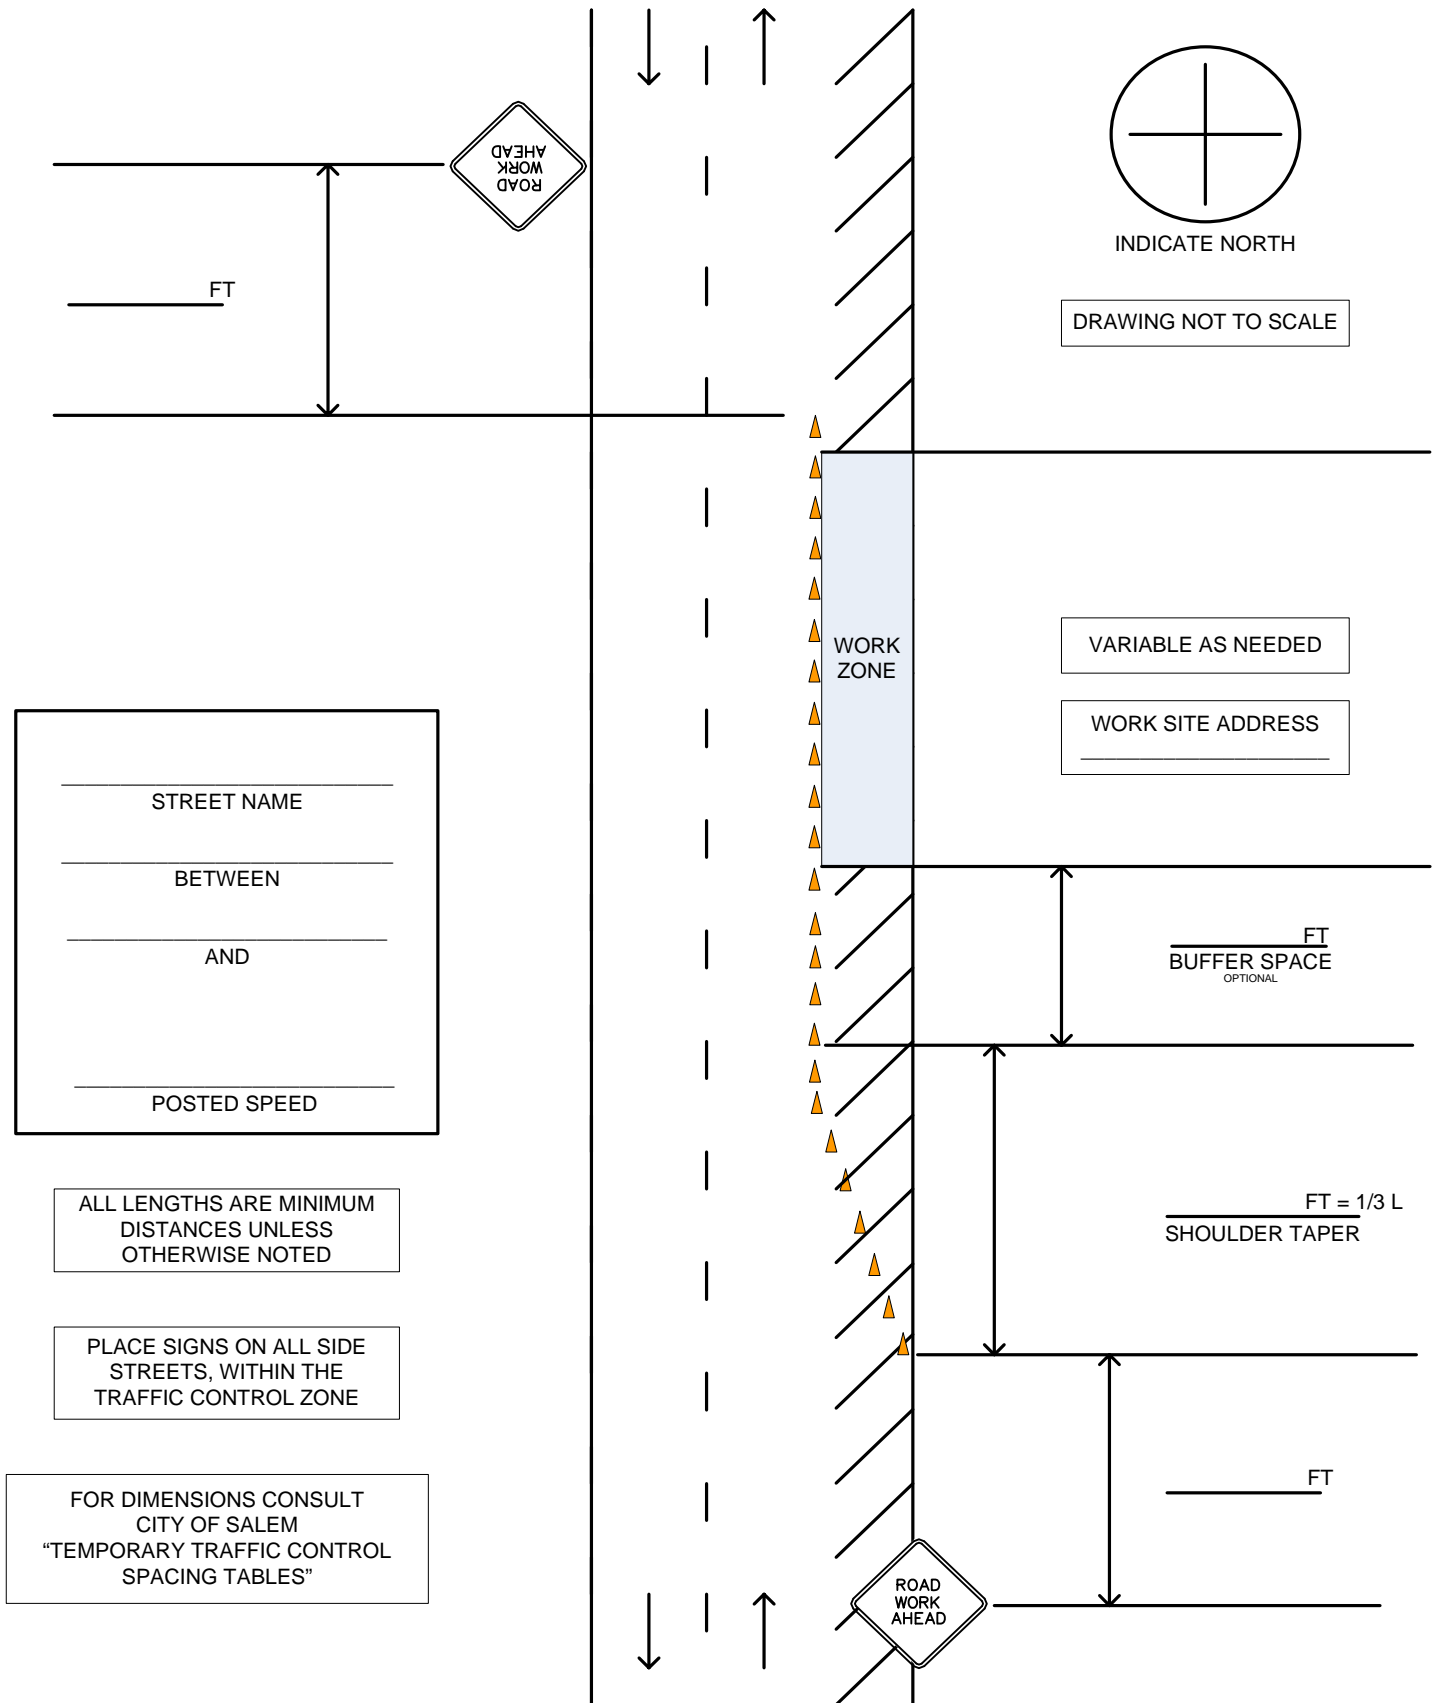 ROAD
WORK
AHEAD
INDICATE NORTH
FT
DRAWING NOT TO SCALE
WORK
ZONE
VARIABLE AS NEEDED
WORK SITE ADDRESS
STREET NAME
BETWEEN
AND
POSTED SPEED
FT
BUFFER SPACE
OPTIONAL
ALL LENGTHS ARE MINIMUM
DISTANCES UNLESS
OTHERWISE NOTED
FT = 1/3 L
SHOULDER TAPER
PLACE SIGNS ON ALL SIDE
STREETS, WITHIN THE
TRAFFIC CONTROL ZONE
FOR DIMENSIONS CONSULT
CITY OF SALEM
“TEMPORARY TRAFFIC CONTROL
SPACING TABLES”
FT
ROAD
WORK
AHEAD